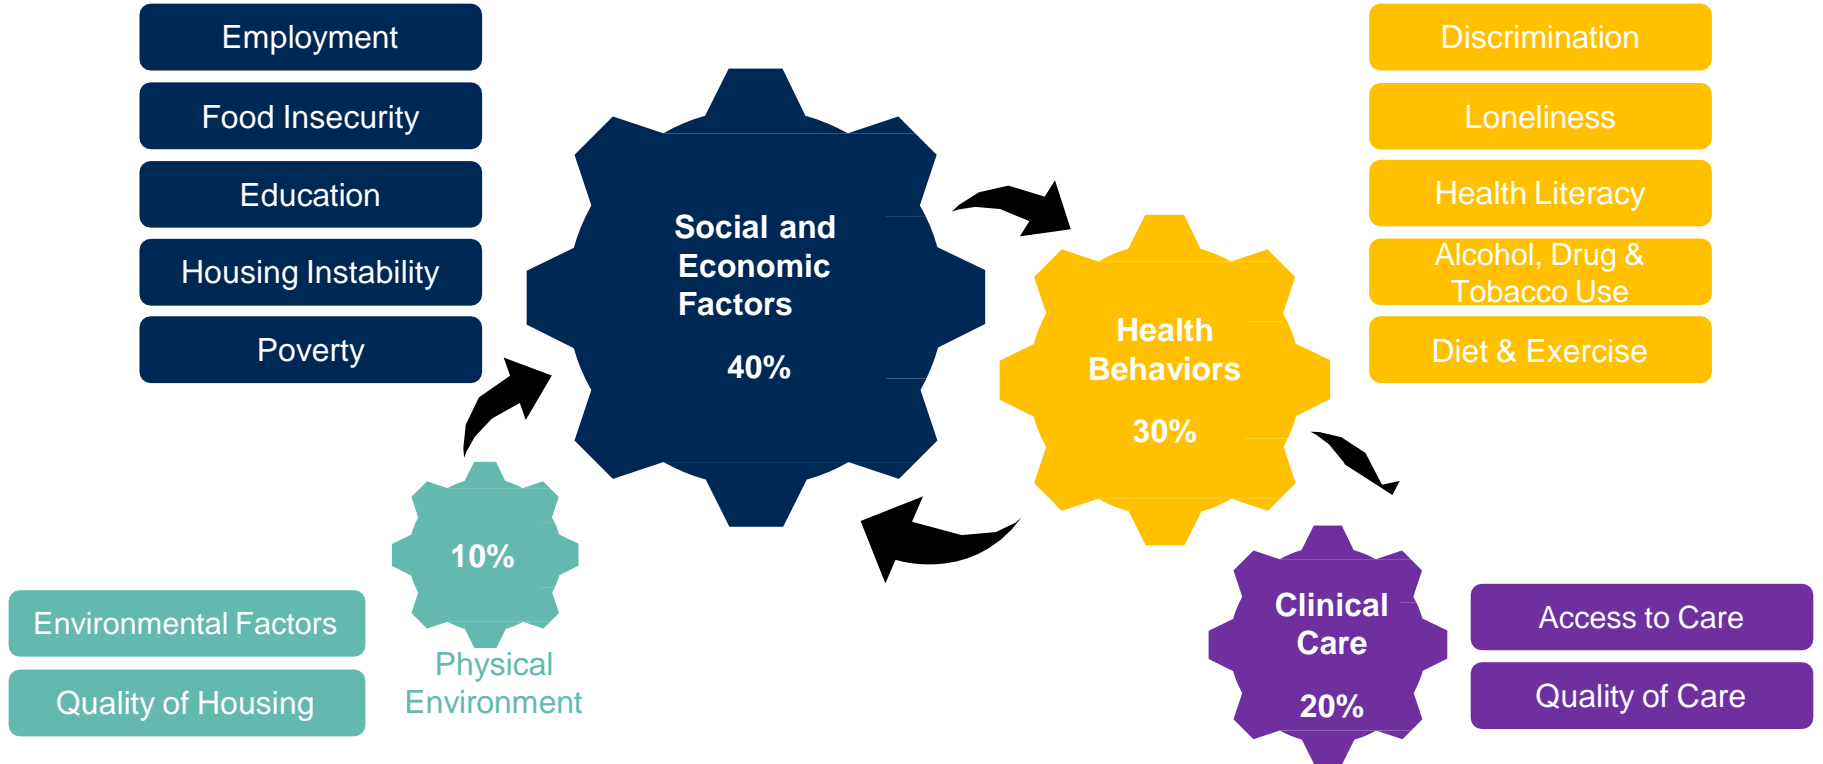 Employment
Food Insecurity
Education
Housing Instability
Poverty
Social and
Economic
Factors
40%
Health
Behaviors
30%
Discrimination
Loneliness
Health Literacy
Alcohol, Drug &
Tobacco Use
Diet & Exercise
10%
Physical
Environment
Environmental Factors
Quality of Housing
Clinical
Care
20%
Access to Care
Quality of Care